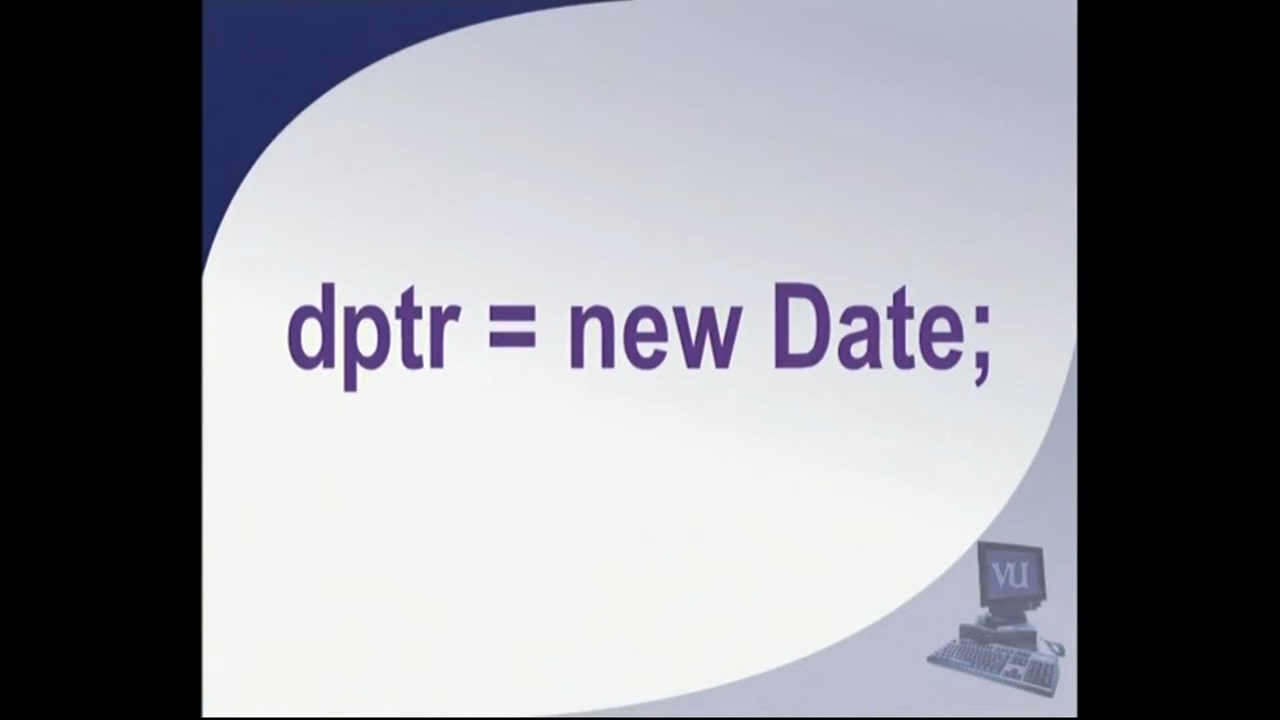 dptr = new Date;
VU